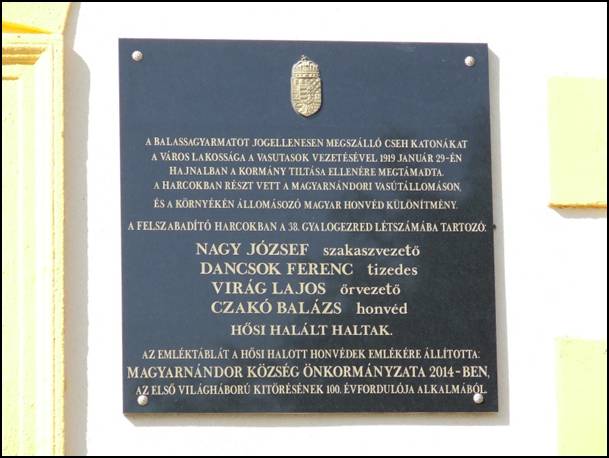 A BALASSAGYARMATOT JOGELLENESEN MEGSZÁLLÓ CSEH KATONÁKAT
A VÁROS LAKOSSÁGA A VASUTASOK VEZETÉSÉVEL 1919 JANUÁR 29-ÉN
HAJNALBAN A KORMÁNY TILTÁSA ELLENÉRE MEGTÁMADTA.
A HARCOKBAN RÉSZT VETT A MAGYARNÁNDORI VASÚTÁLLOMÁSON,
ÉS A KÖRNYÉKÉN ÁLLOMÁSOZÓ MAGYAR HONVÉD KÜLÖNÍTMÉNY.
A FELSZABADÍTÓ HARCOKBAN A 38. GYALOGEZRED LÉTSZÁMÁBA TARTOZÓ:
NAGY JÓZSEF szakaszvezető
DANCSOK FERENC tizedes
VIRÁG LAJOS őrvezető
CZAKÓ BALÁZS honvéd
HŐSI HALÁLT HALTAK.
AZ EMLÉKTÁBLÁT A HŐSI HALOTT HONVÉDEK EMLÉKÉRE ÁLLÍTOTTA:
MAGYARNÁNDOR KÖZSÉG ÖNKORMÁNYZATA 2014-BEN,
AZ ELSŐ VILÁGHÁBORÚ KITÖRÉSÉNEK 100. ÉVFORDULÓJA ALKALMÁBÓL.